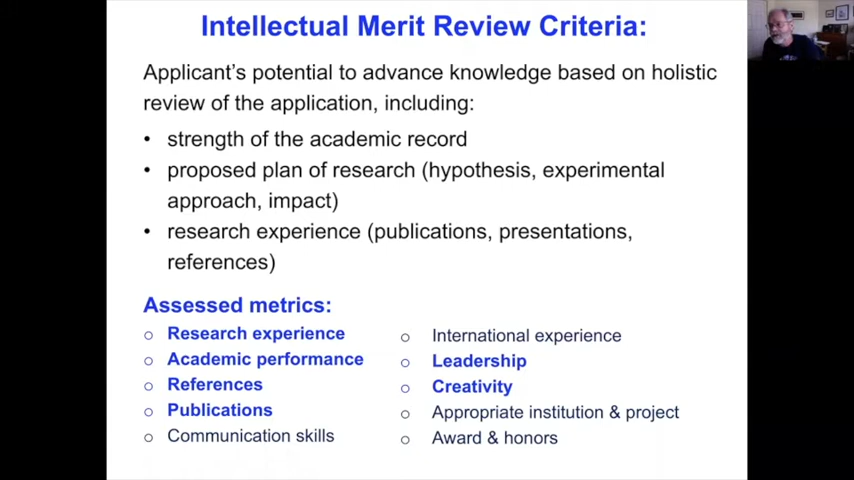 Intellectual Merit Review Criteria:
Applicant's potential to advance knowledge based on holistic
review of the application, including:
• strength of the academic record
• proposed plan of research (hypothesis, experimental
approach, impact)
• research experience (publications, presentations,
references)
Assessed metrics:
o Research experience
o Academic performance
o References
o Publications
o Communication skills
o International experience
o Leadership
o Creativity
o Appropriate institution & project
o Award & honors